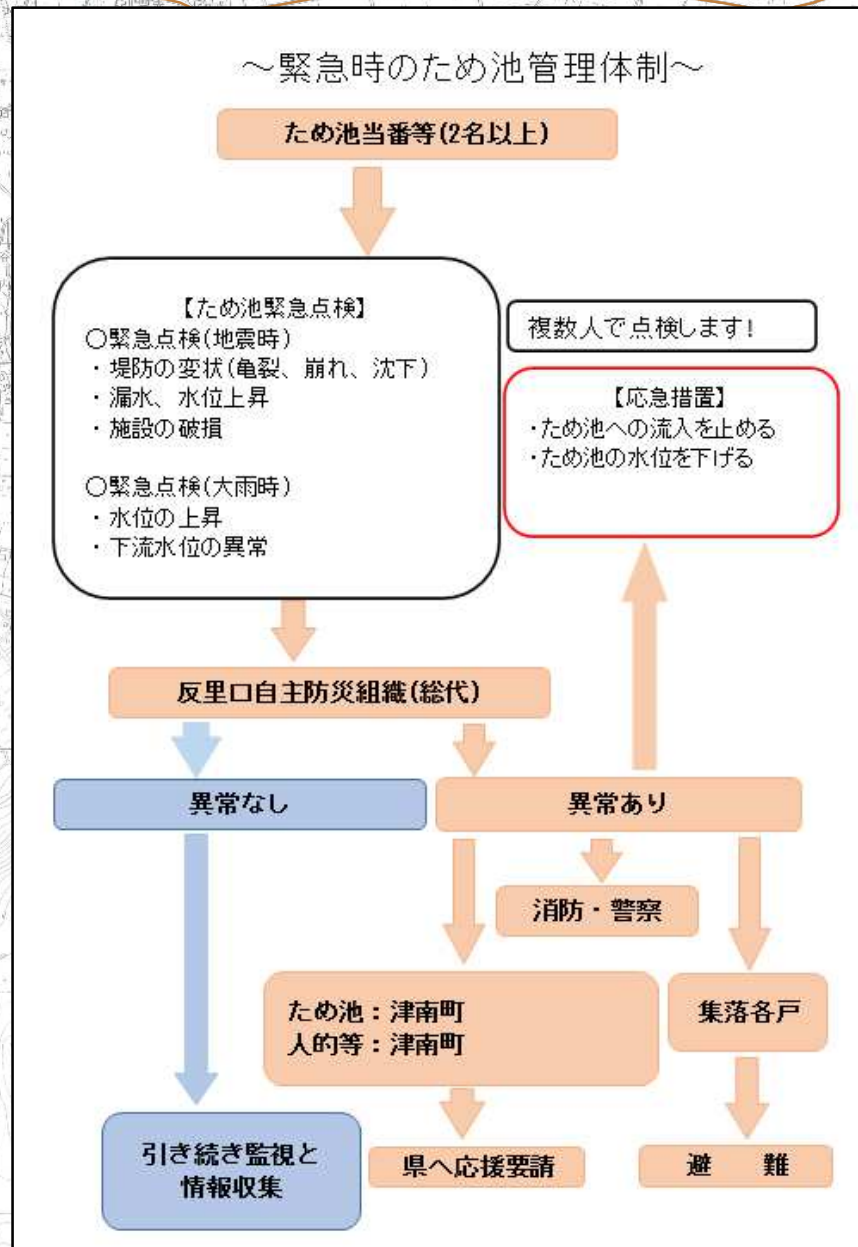 ～緊急時のため池管理体制～
ため池当番等(2名以上)
【ため池緊急点検】
〇緊急点検(地震時)
・堤防の変状(亀裂、崩れ、沈下)
・漏水、水位上昇
・施設の破損
〇緊急点検(大雨時)
・水位の上昇
・下流水位の異常
複数人で点検します！
【応急措置】
・ため池への流入を止める
・ため池の水位を下げる
反里口自主防災組織(総代)
異常なし
異常あり
消防・警察
ため池：津南町
人的等：津南町
集落各戸
引き続き監視と
情報収集
県へ応援要請
避　難